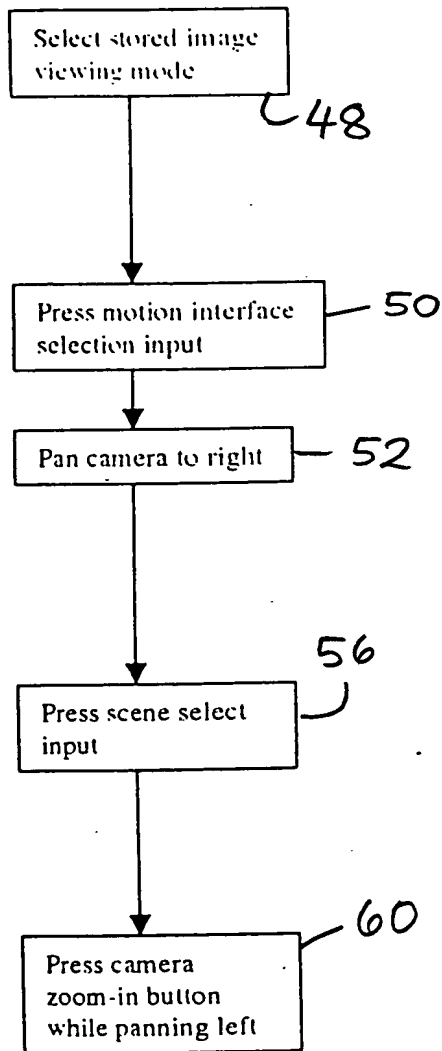 Select stored image
viewing mode
48
Press motion interface
selection input
50
Pan camera to right
52
56
Press scene select
input
60
Press camera
zoom-in button
while panning left